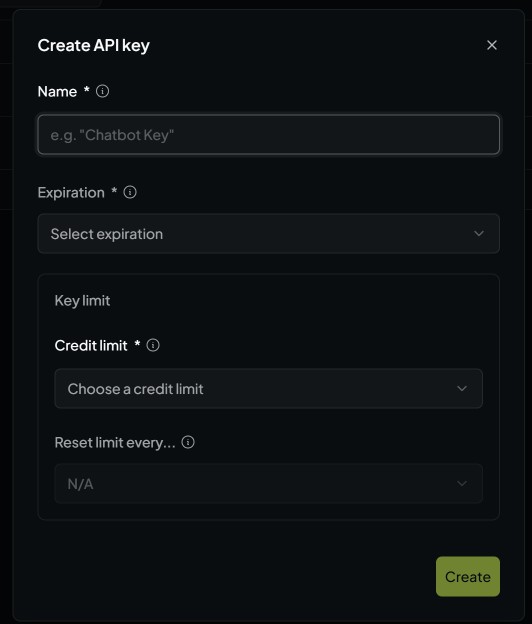 Create API key
Name *
e.g. "Chatbot Key"
Expiration *
Select expiration
Key limit
Credit limit *
Choose a credit limit
Reset limit every...
N/A
Create